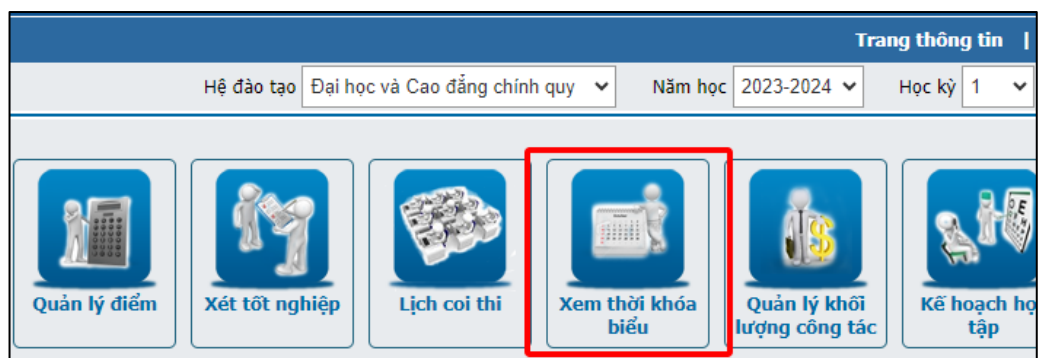 Trang thông tin |
Hệ đào tạo Đại học và Cao đẳng chính quy Năm học 2023-2024 Học kỳ 1
Quản lý điểm
Xét tốt nghiệp
Lịch coi thi
Xem thời khóa
biểu
Quản lý khối
lượng công tác
Kế hoạch họ
tập